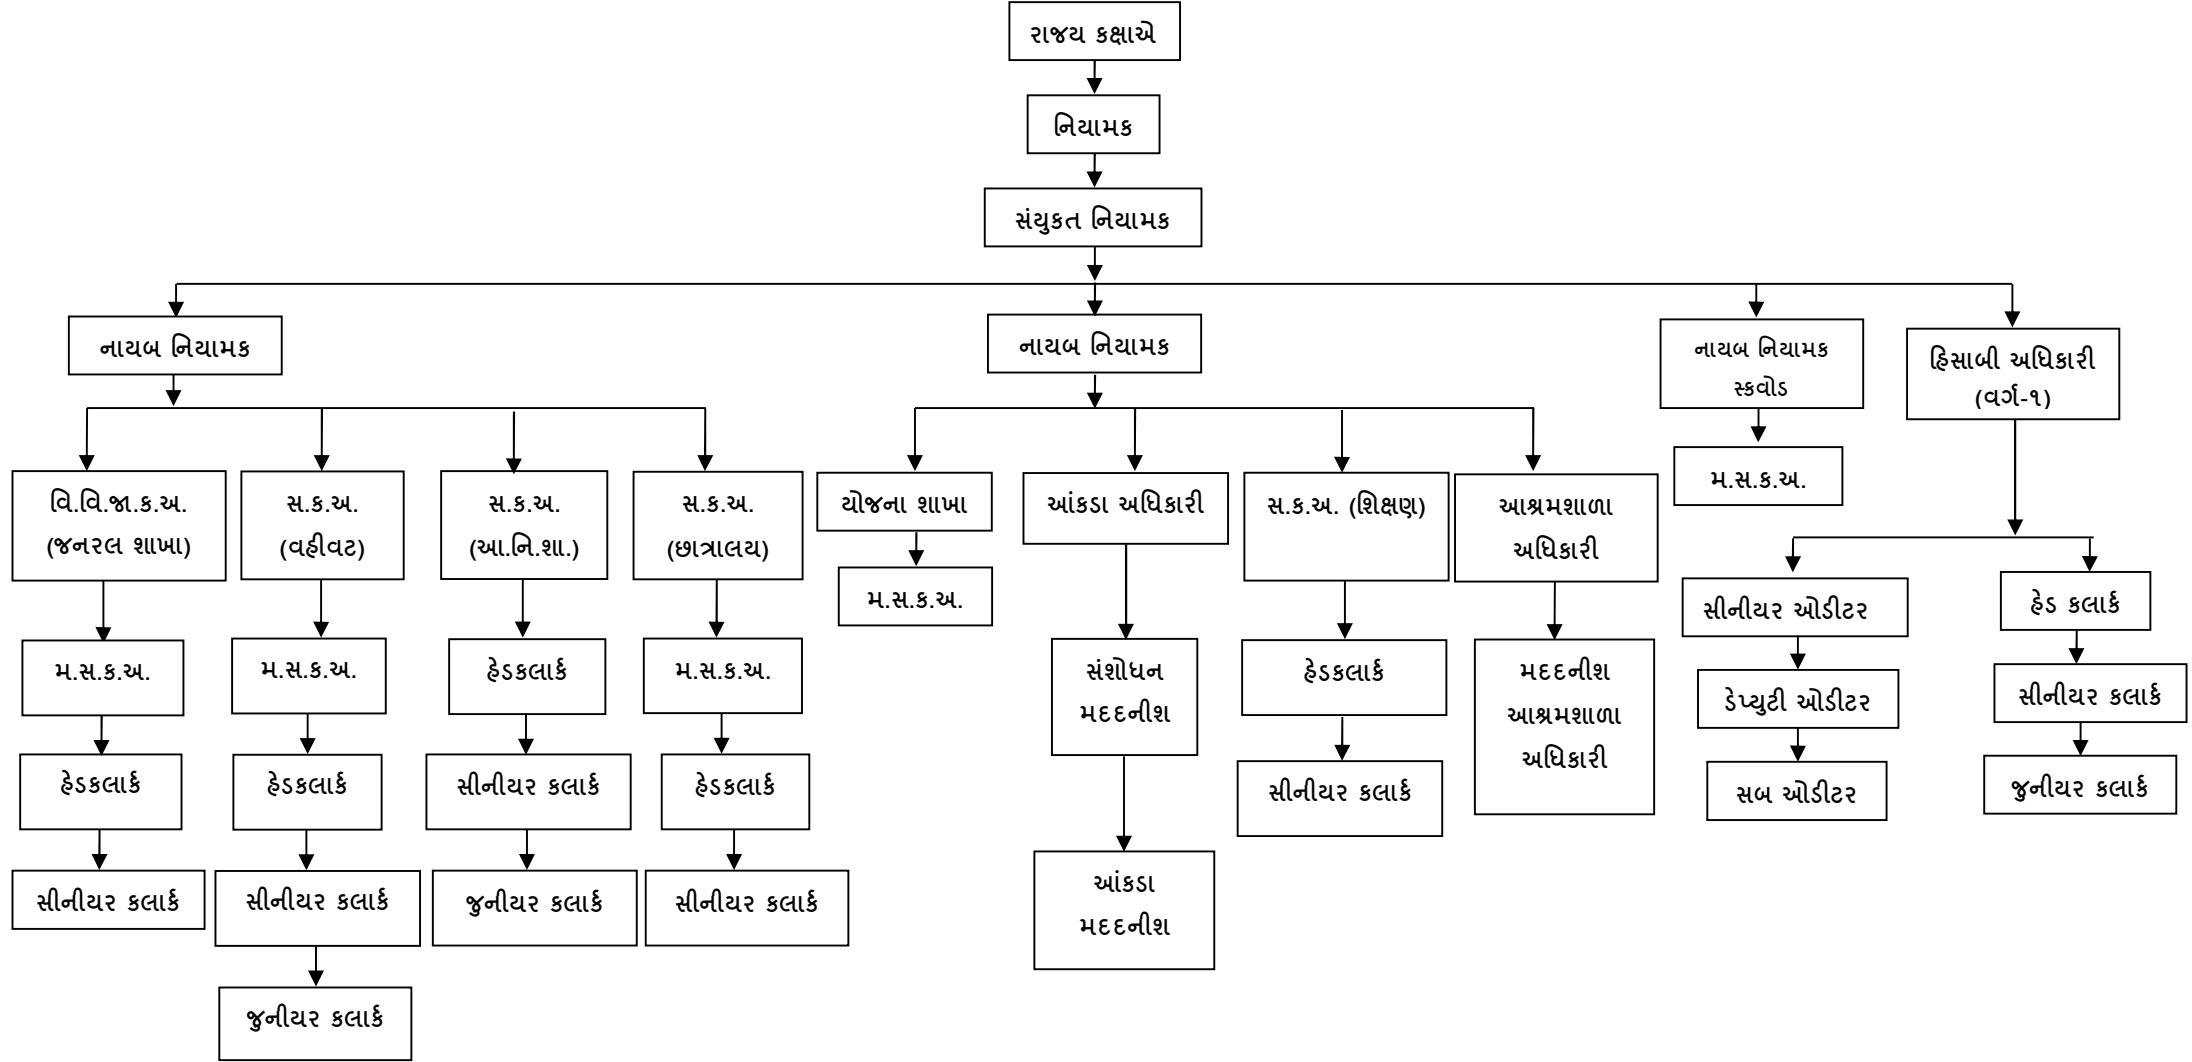 રાજય કક્ષાએ
નિયામક
સંયુકત નિયામક
નાયબ નિયામક
નાયબ નિયામક
નાયબ નિયામક
સ્કવોડ
હિસાબી અધિકારી
(વર્ગ-૧)
મ.સ.ક.અ.
વિ.વિ.જા.ક.અ.
(જનરલ શાખા)
સ.ક.અ.
(વહીવટ)
સ.ક.અ.
(આ.નિ.શા.)
સ.ક.અ.
(છાત્રાલય)
યોજના શાખા
આંકડા અધિકારી
સ.ક.અ. (શિક્ષણ)
આશ્રમશાળા
અધિકારી
મ.સ.ક.અ.
સીનીયર ઓડીટર
હેડ કલાર્ક
મ.સ.ક.અ.
મ.સ.ક.અ.
હેડકલાર્ક
મ.સ.ક.અ.
સંશોધન
મદદનીશ
હેડકલાર્ક
મદદનીશ
આશ્રમશાળા
અધિકારી
ડેપ્યુટી ઓડીટર
સીનીયર કલાર્ક
હેડકલાર્ક
હેડકલાર્ક
સીનીયર કલાર્ક
હેડકલાર્ક
સીનીયર કલાર્ક
સબ ઓડીટર
જુનીયર કલાર્ક
સીનીયર કલાર્ક
સીનીયર કલાર્ક
જુનીયર કલાર્ક
સીનીયર કલાર્ક
આંકડા
મદદનીશ
જુનીયર કલાર્ક